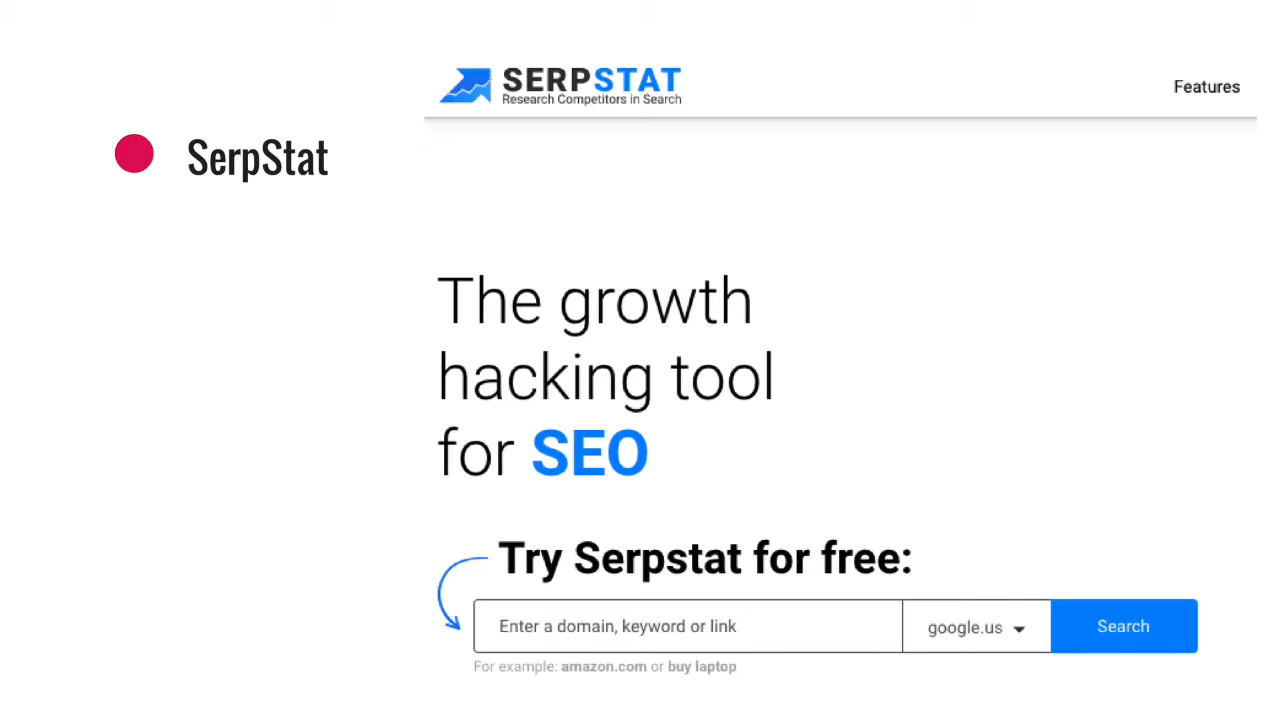 SERPSTAT
Research Competitors in Search
Features
SerpStat
The growth
hacking tool
for SEO
Try Serpstat for free:
Enter a domain, keyword or link
google.us
Search
For example: amazon.com or buy laptop